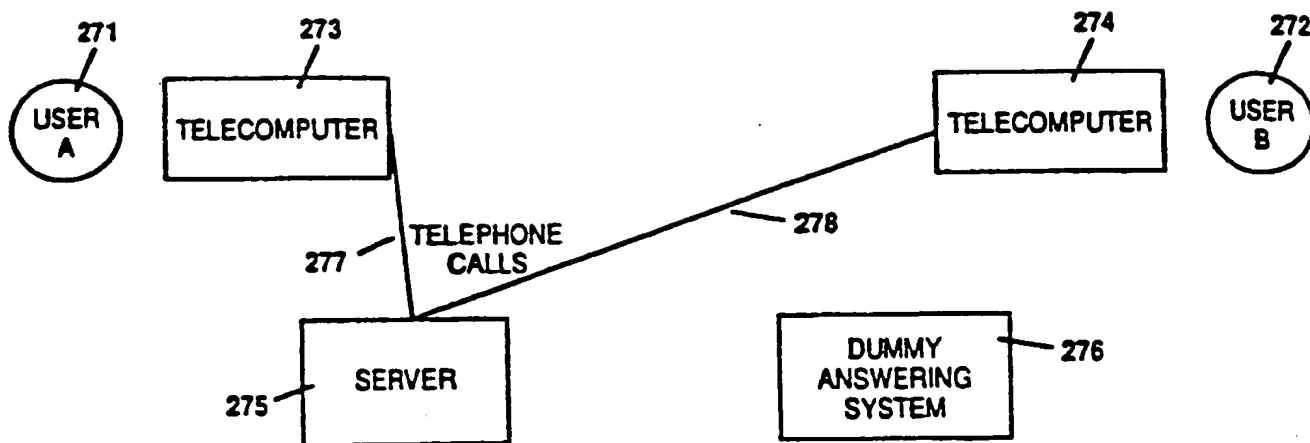 271
273
274
272
USER
A
TELECOMPUTER
TELECOMPUTER
USER
B
277
TELEPHONE
CALLS
278
275
SERVER
DUMMY
ANSWERING
SYSTEM
276